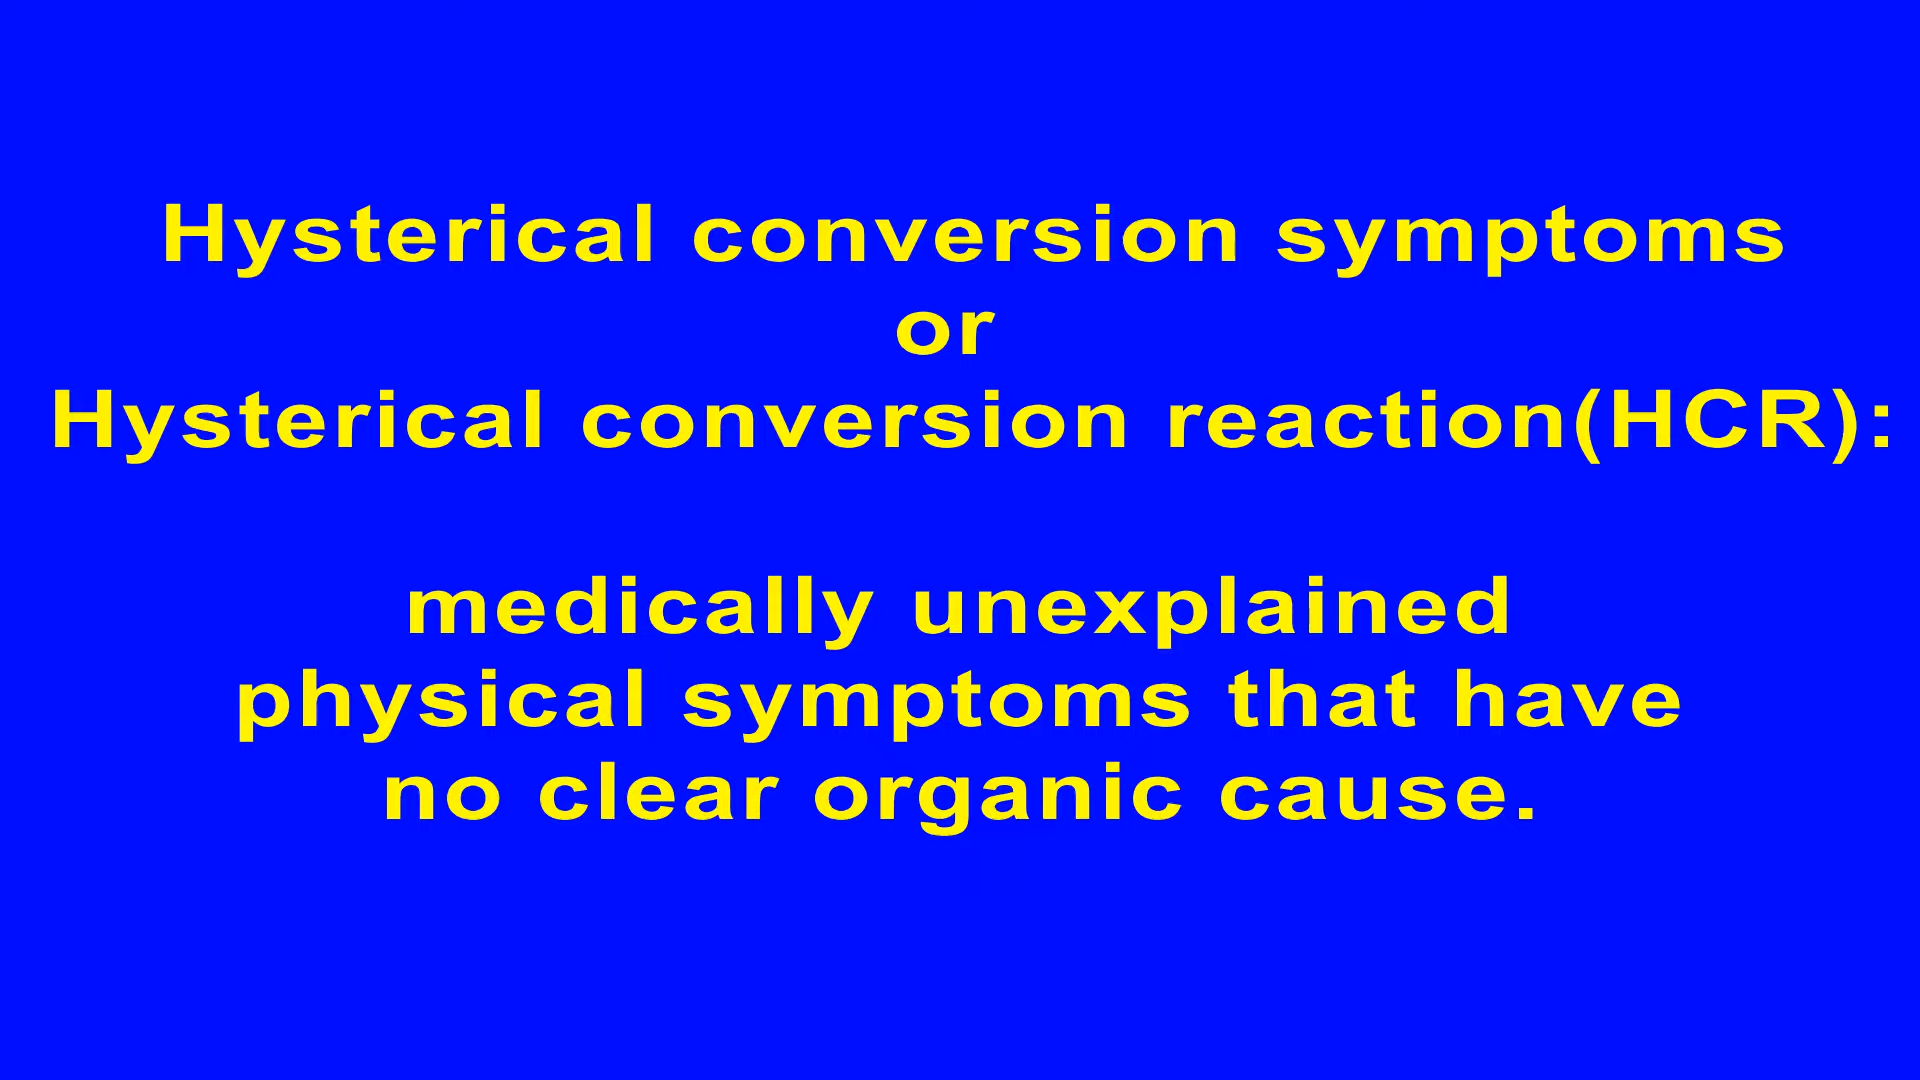 Hysterical conversion symptoms
or
Hysterical conversion reaction(HCR):
medically unexplained
physical symptoms that have
no clear organic cause.